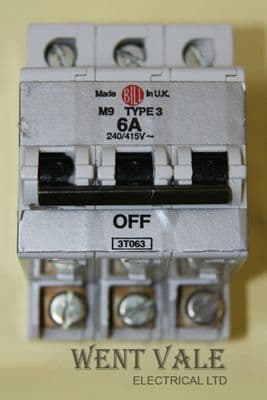 Made BILL In U.K.
M9 TYPE 3
6A
240/415V~
OFF
3T063
WENT VALE
ELECTRICAL LTD